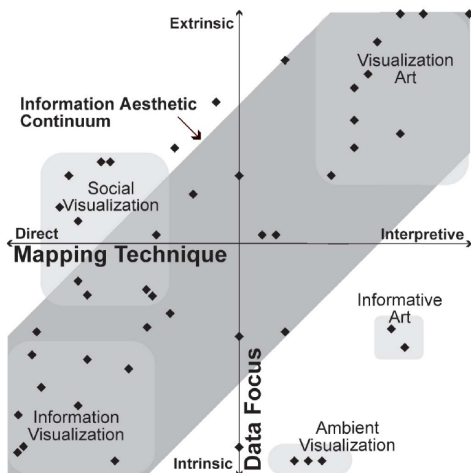 Extrinsic
Visualization
Art
Information Aesthetic
Continuum
Social
Visualization
Direct
Interpretive
Mapping Technique
Informative
Art
Data Focus
Information
Visualization
Ambient
Visualization
Intrinsic